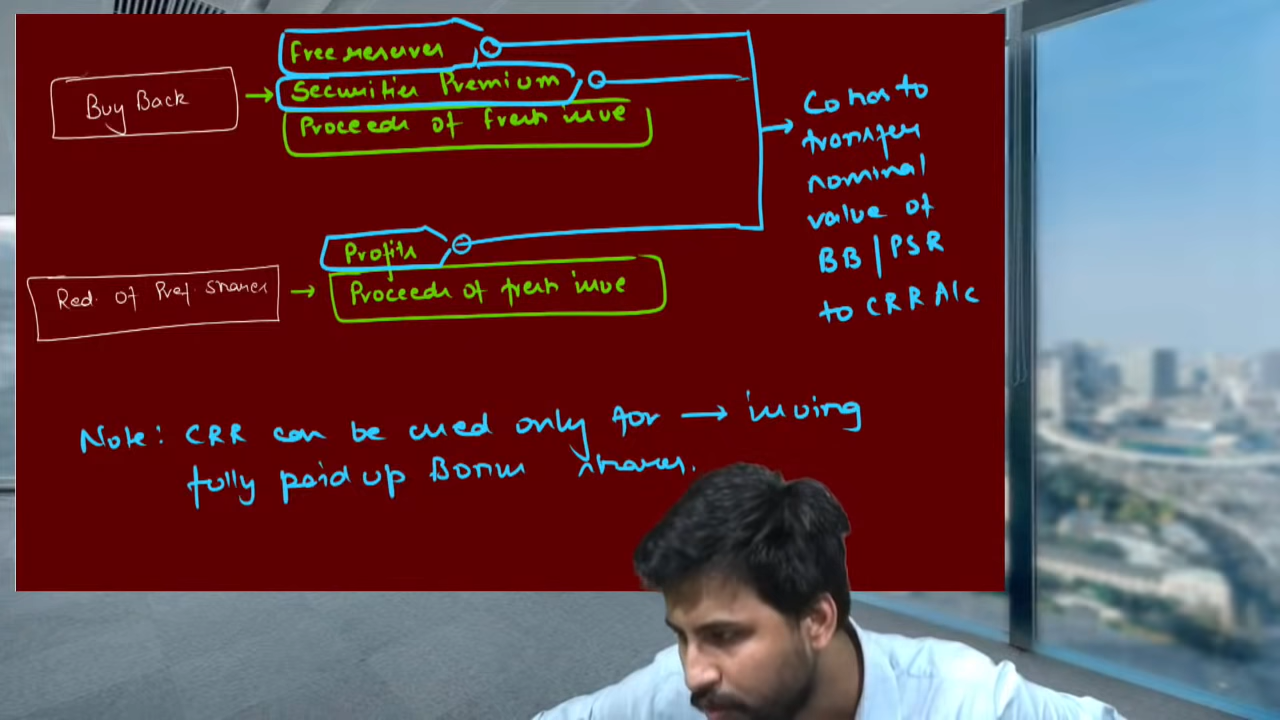 Free reserves
Buy Back → Securities Premium
Proceeds of fresh issue
Co has to
transfer
nominal
value of
BB | PSR
to CRR A/c
Profits
Red. of Pref. shares → Proceeds of fresh issue
Note: CRR can be used only for → issuing
fully paid up Bonus shares.